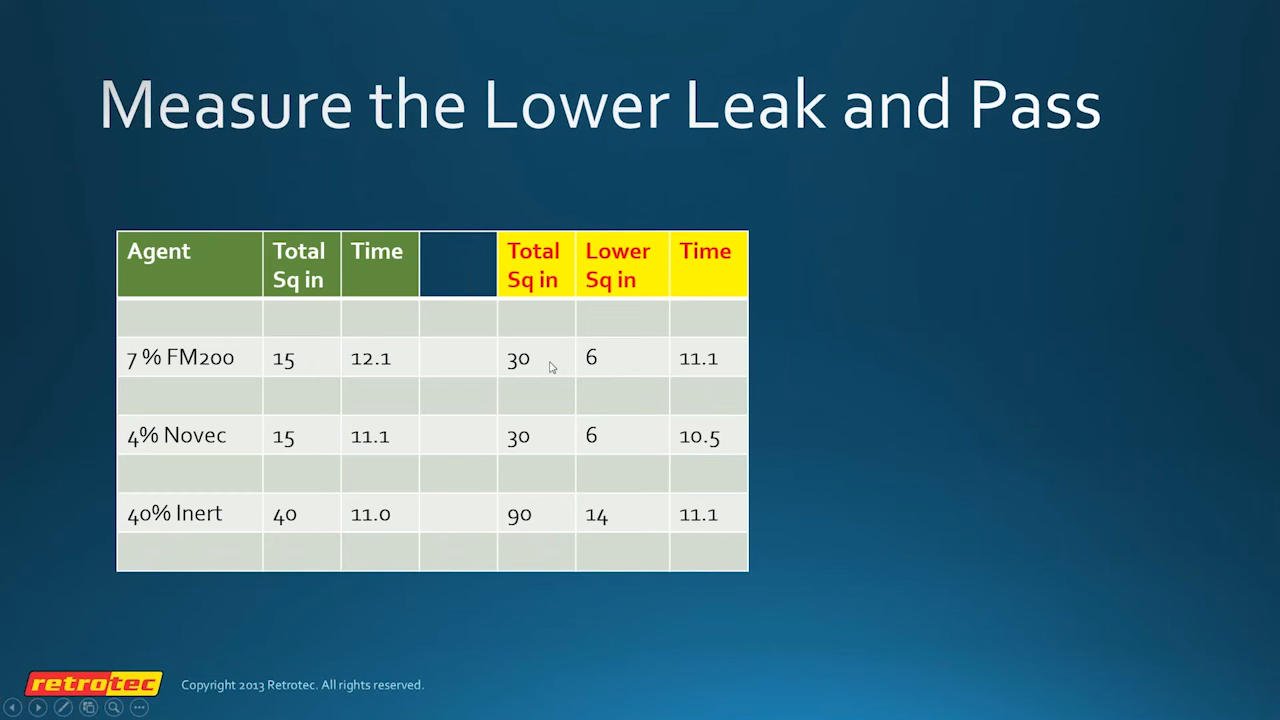 Measure the Lower Leak and Pass
Agent Total Sq in Time Total Sq in Lower Sq in Time
7 % FM200 15 12.1 30 6 11.1
4% Novec 15 11.1 30 6 10.5
40% Inert 40 11.0 90 14 11.1
retrotec Copyright 2013 Retrotec. All rights reserved.